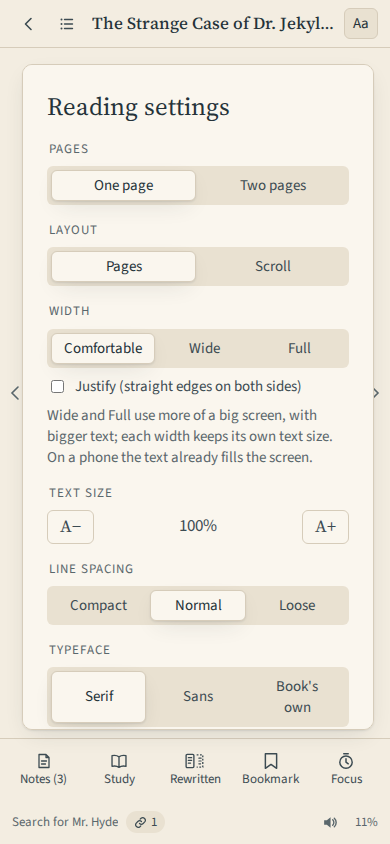 The Strange Case of Dr. Jekyl...
Aa
Reading settings
PAGES
One page Two pages
LAYOUT
Pages Scroll
WIDTH
Comfortable Wide Full
Justify (straight edges on both sides)
Wide and Full use more of a big screen, with
bigger text; each width keeps its own text size.
On a phone the text already fills the screen.
TEXT SIZE
A− 100% A+
LINE SPACING
Compact Normal Loose
TYPEFACE
Serif Sans Book's
own
Notes (3) Study Rewritten Bookmark Focus
Search for Mr. Hyde 1 11%